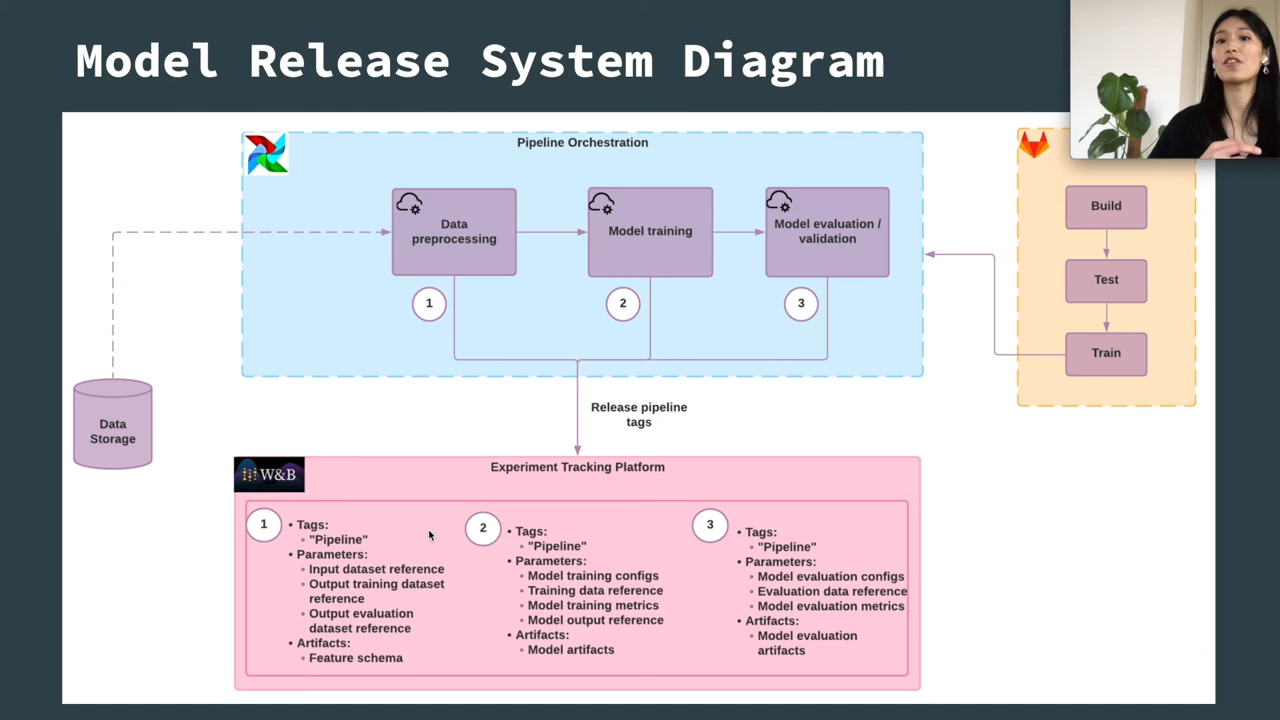 Model Release System Diagram
Pipeline Orchestration
Data
preprocessing
Model training
Model evaluation /
validation
1
2
3
Build
Test
Train
Data
Storage
Release pipeline
tags
W&B
Experiment Tracking Platform
1
• Tags:
◦ "Pipeline"
• Parameters:
◦ Input dataset reference
◦ Output training dataset
reference
◦ Output evaluation
dataset reference
• Artifacts:
◦ Feature schema
2
• Tags:
◦ "Pipeline"
• Parameters:
◦ Model training configs
◦ Training data reference
◦ Model training metrics
◦ Model output reference
• Artifacts:
◦ Model artifacts
3
• Tags:
◦ "Pipeline"
• Parameters:
◦ Model evaluation configs
◦ Evaluation data reference
◦ Model evaluation metrics
• Artifacts:
◦ Model evaluation
artifacts